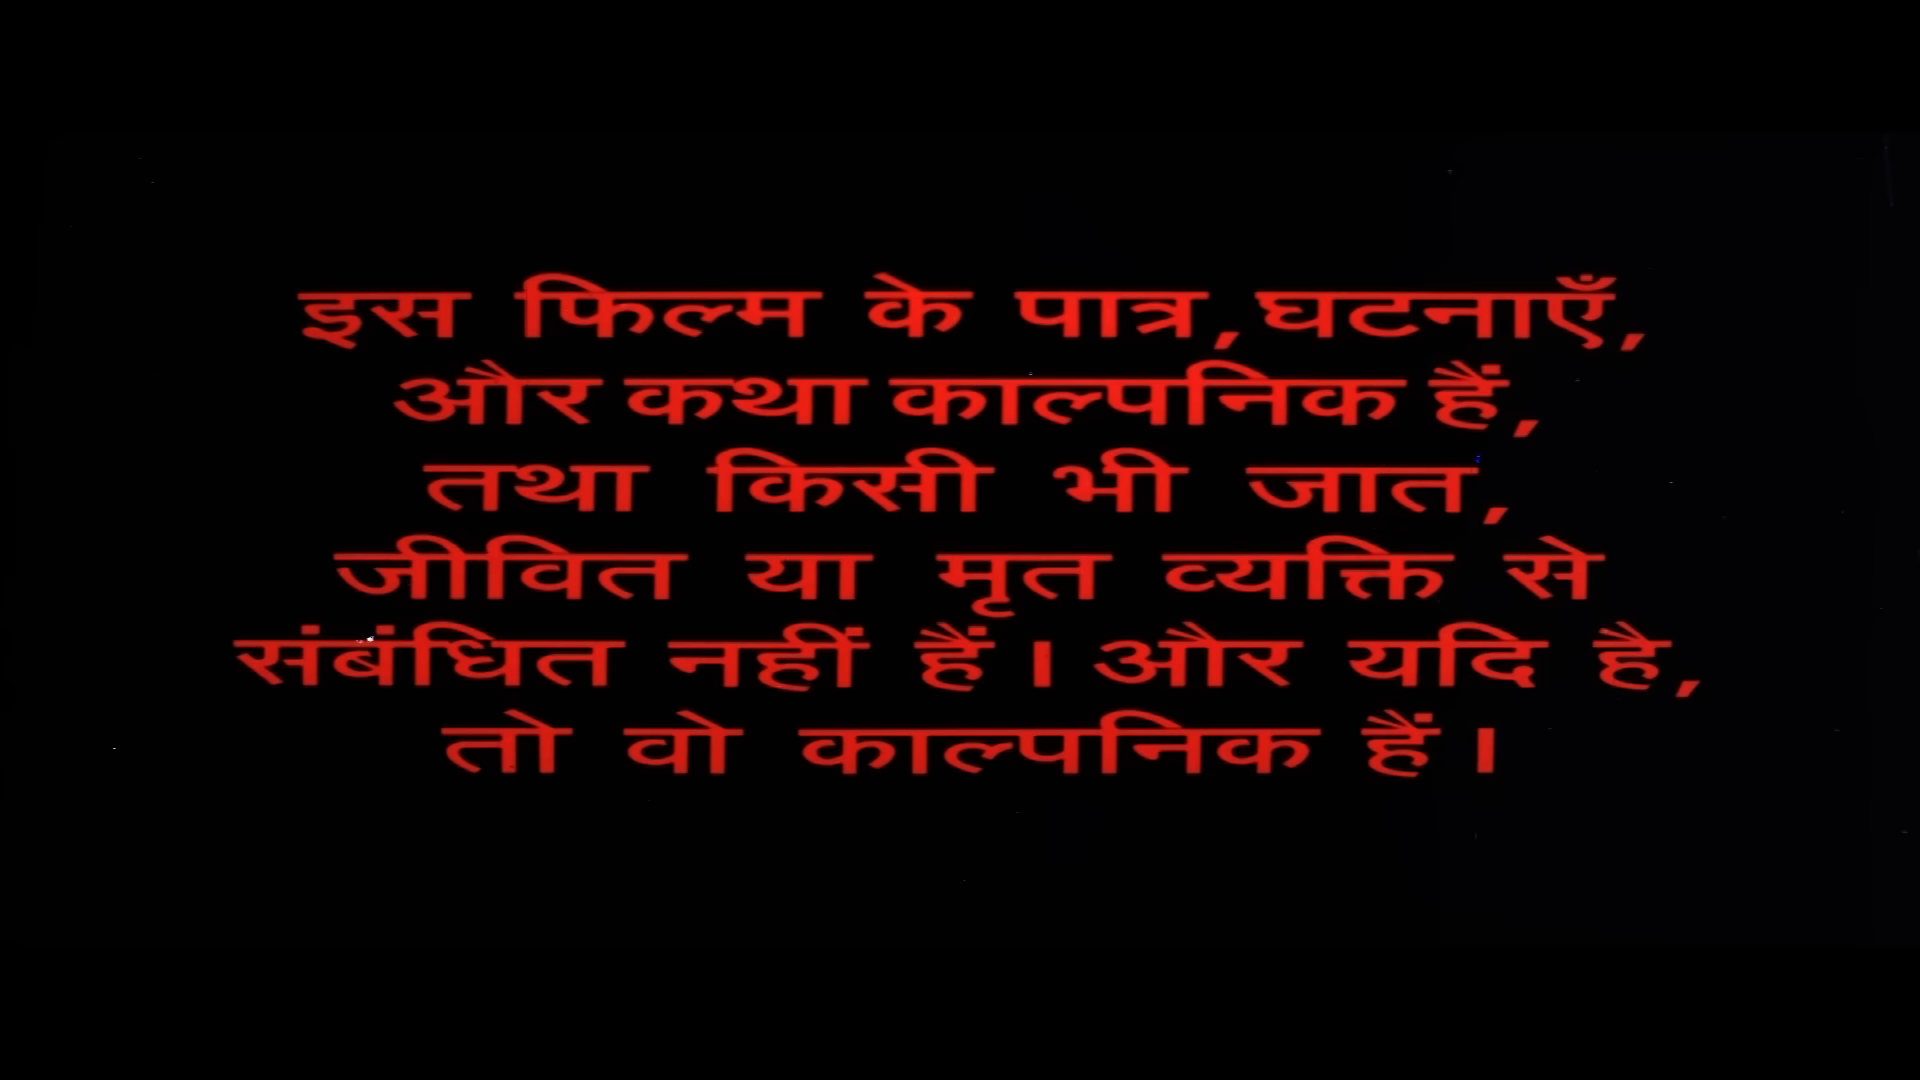 इस फिल्म के पात्र,घटनाएँ,
और कथा काल्पनिक हैं,
तथा किसी भी जात,
जीवित या मृत व्यक्ति से
संबंधित नहीं हैं। और यदि है,
तो वो काल्पनिक हैं।